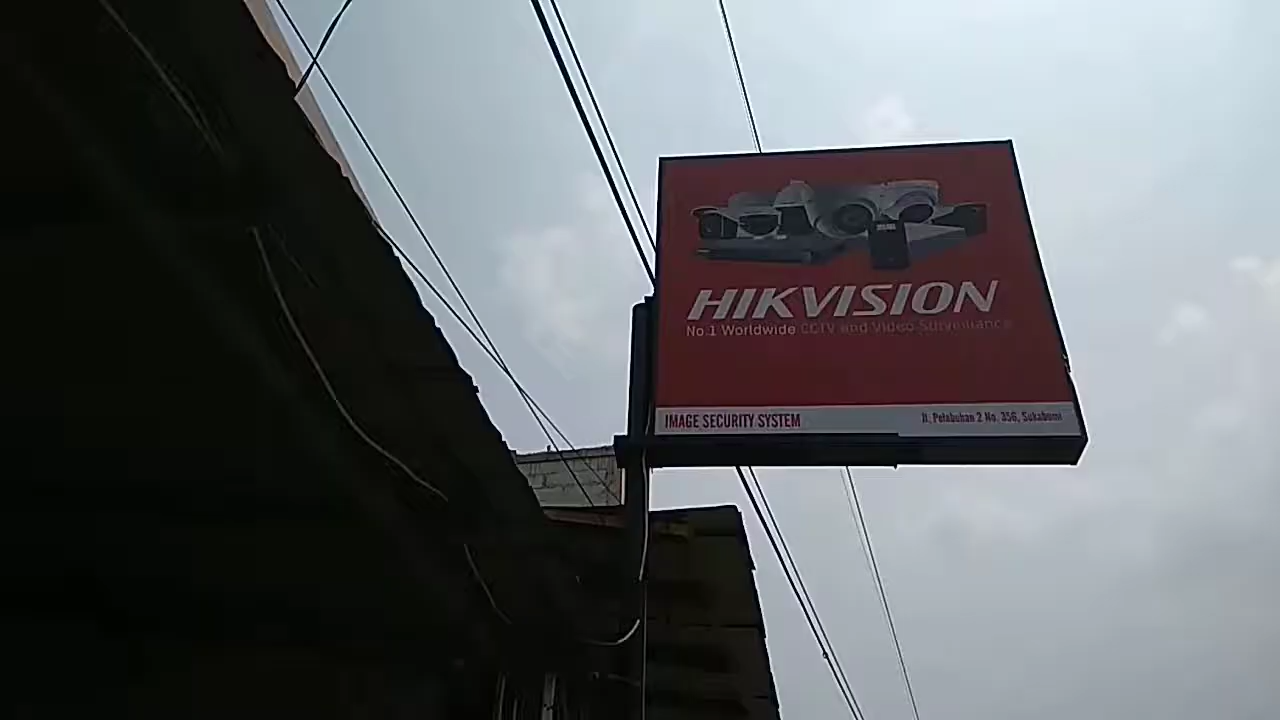 HIKVISION
No.1 Worldwide CCTV and Video Surveillance
IMAGE SECURITY SYSTEM
Jl. Pelabuhan 2 No. 356, Sukabumi